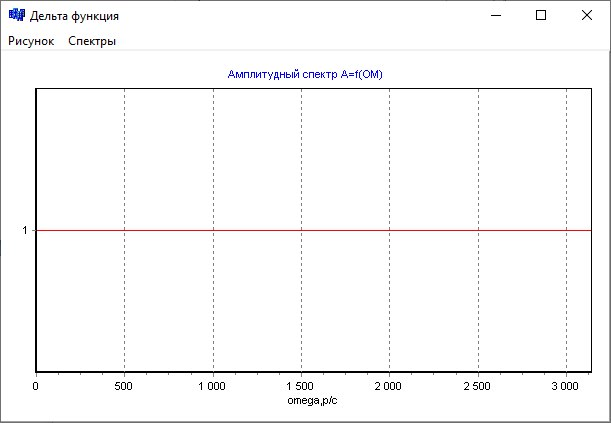 Дельта функция
Рисунок Спектры
Амплитудный спектр A=f(OM)
1
0 500 1 000 1 500 2 000 2 500 3 000
omega,p/c